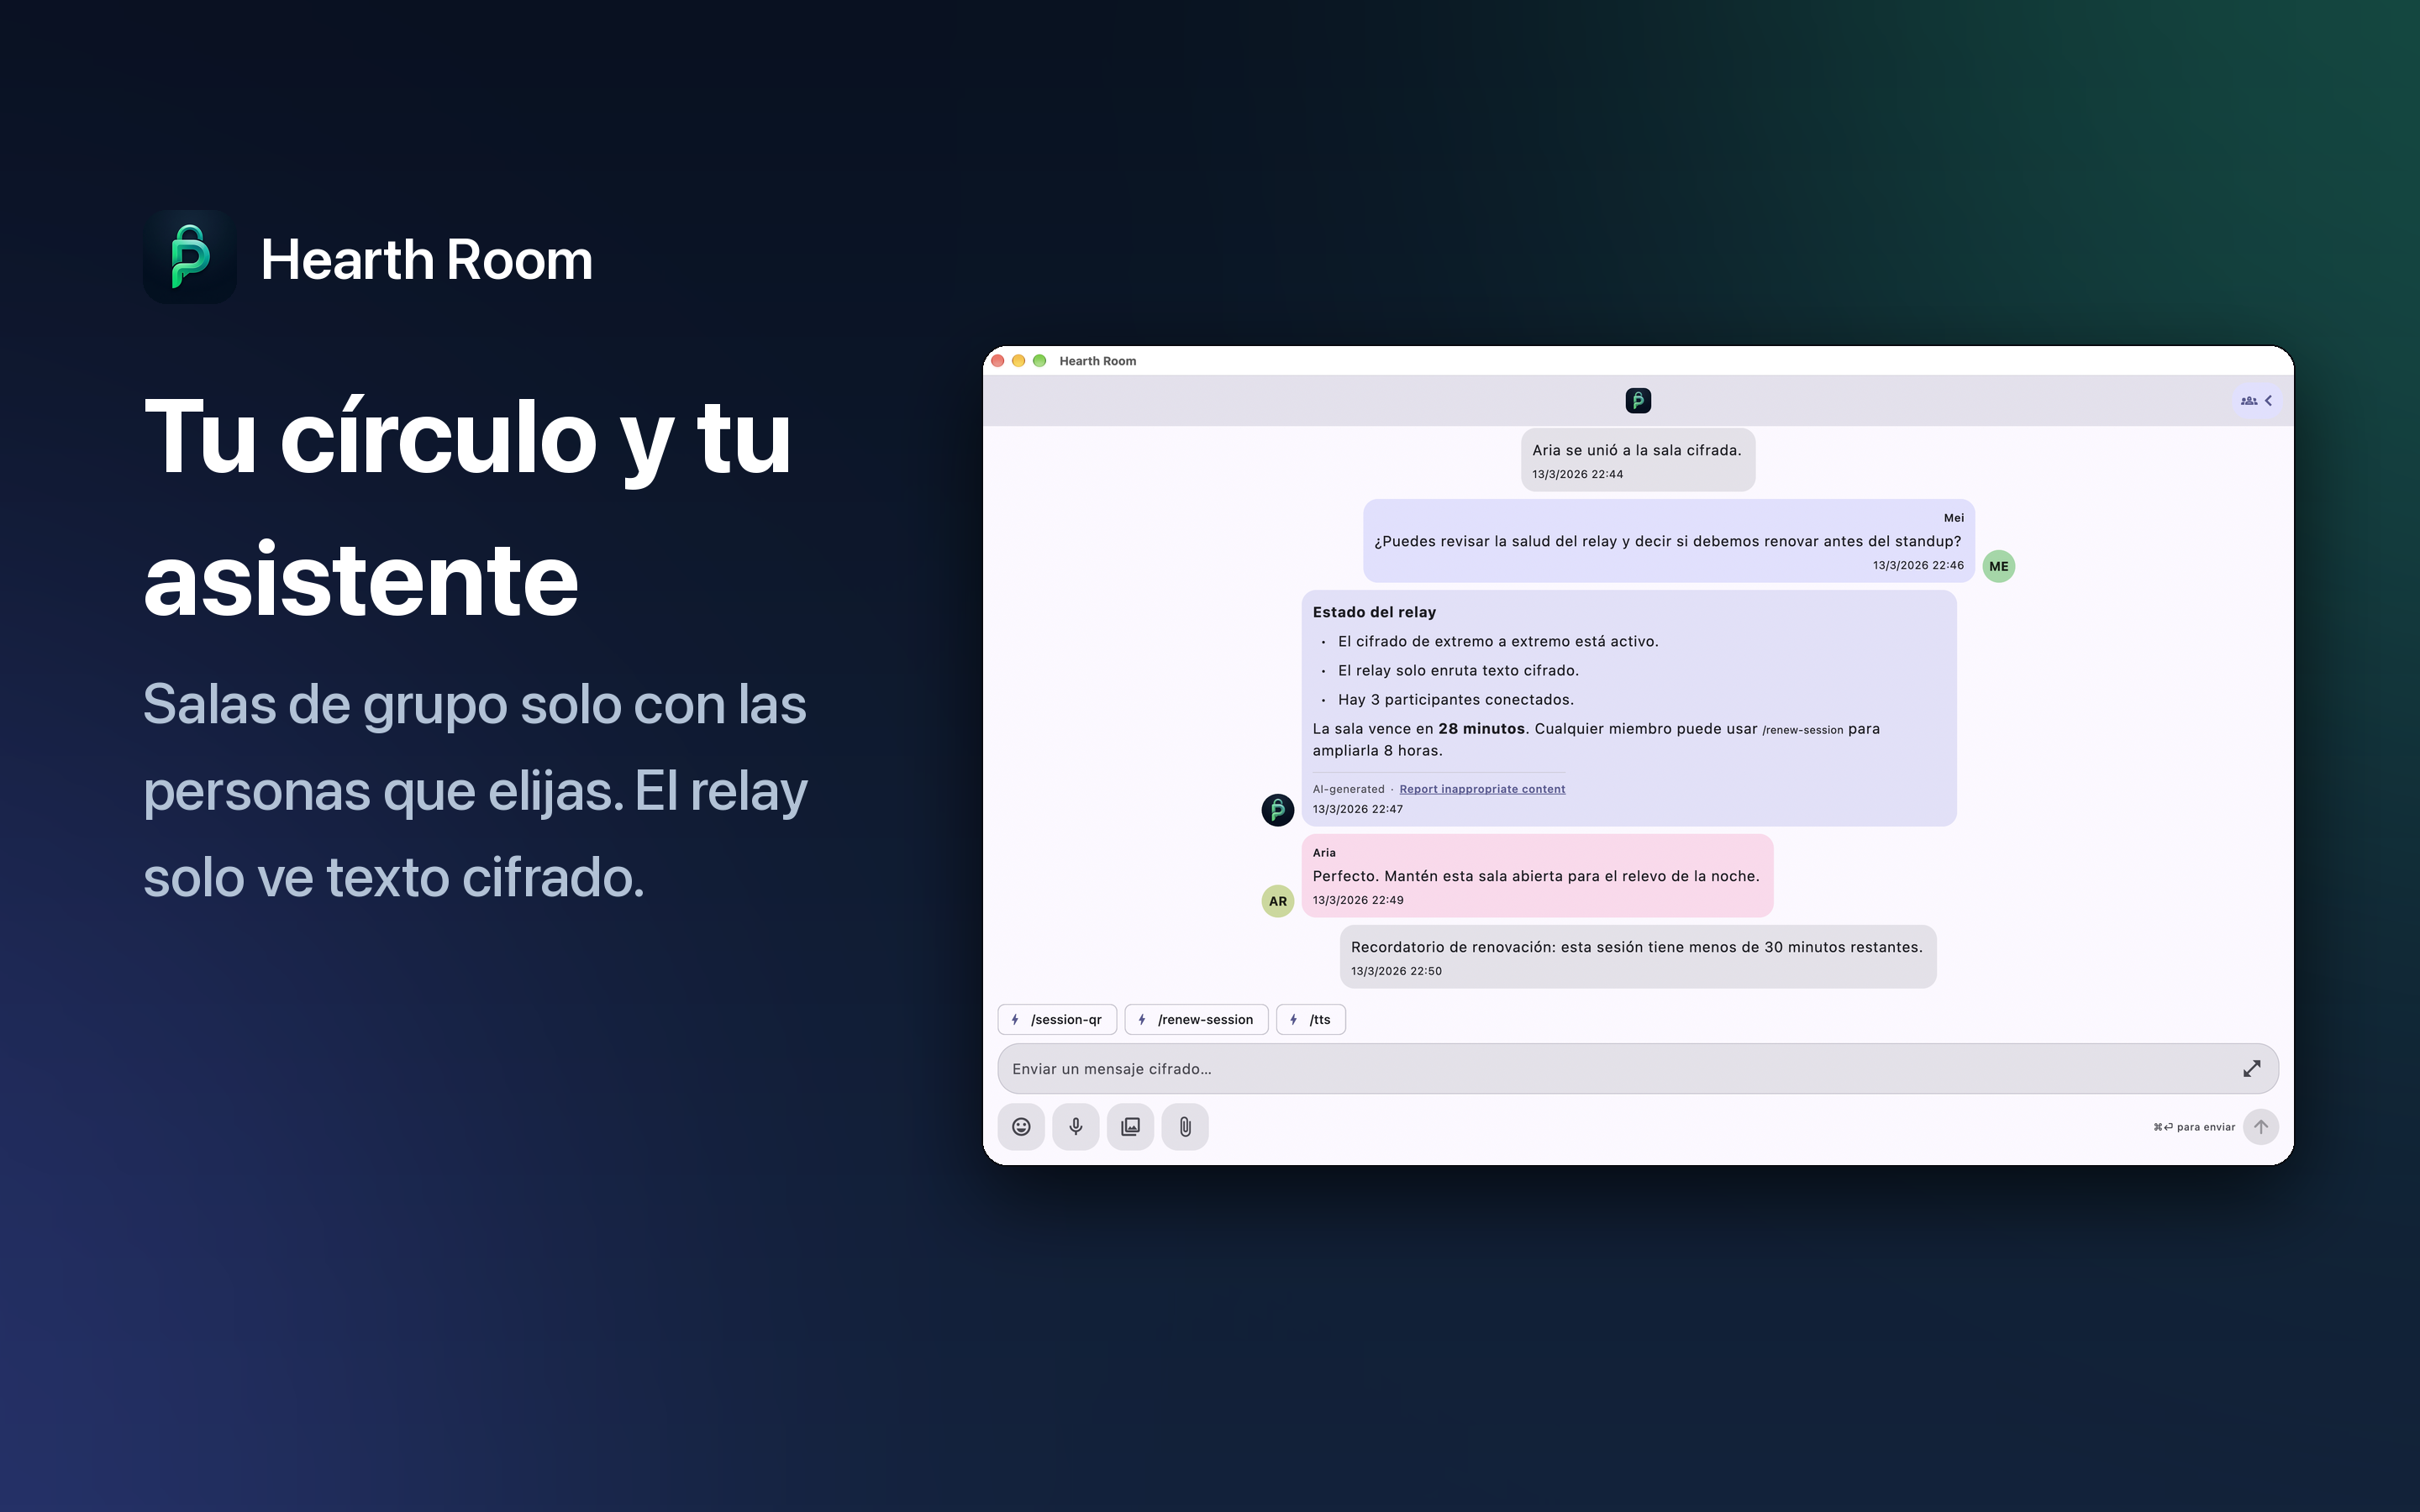 Hearth Room
Tu círculo y tu
asistente
Salas de grupo solo con las
personas que elijas. El relay
solo ve texto cifrado.
Hearth Room
Aria se unió a la sala cifrada.
13/3/2026 22:44
Mei
¿Puedes revisar la salud del relay y decir si debemos renovar antes del standup?
13/3/2026 22:46
ME
Estado del relay
• El cifrado de extremo a extremo está activo.
• El relay solo enruta texto cifrado.
• Hay 3 participantes conectados.
La sala vence en 28 minutos. Cualquier miembro puede usar /renew-session para
ampliarla 8 horas.
AI-generated · Report inappropriate content
13/3/2026 22:47
Aria
Perfecto. Mantén esta sala abierta para el relevo de la noche.
13/3/2026 22:49
AR
Recordatorio de renovación: esta sesión tiene menos de 30 minutos restantes.
13/3/2026 22:50
/session-qr /renew-session /tts
Enviar un mensaje cifrado...
⌘⏎ para enviar